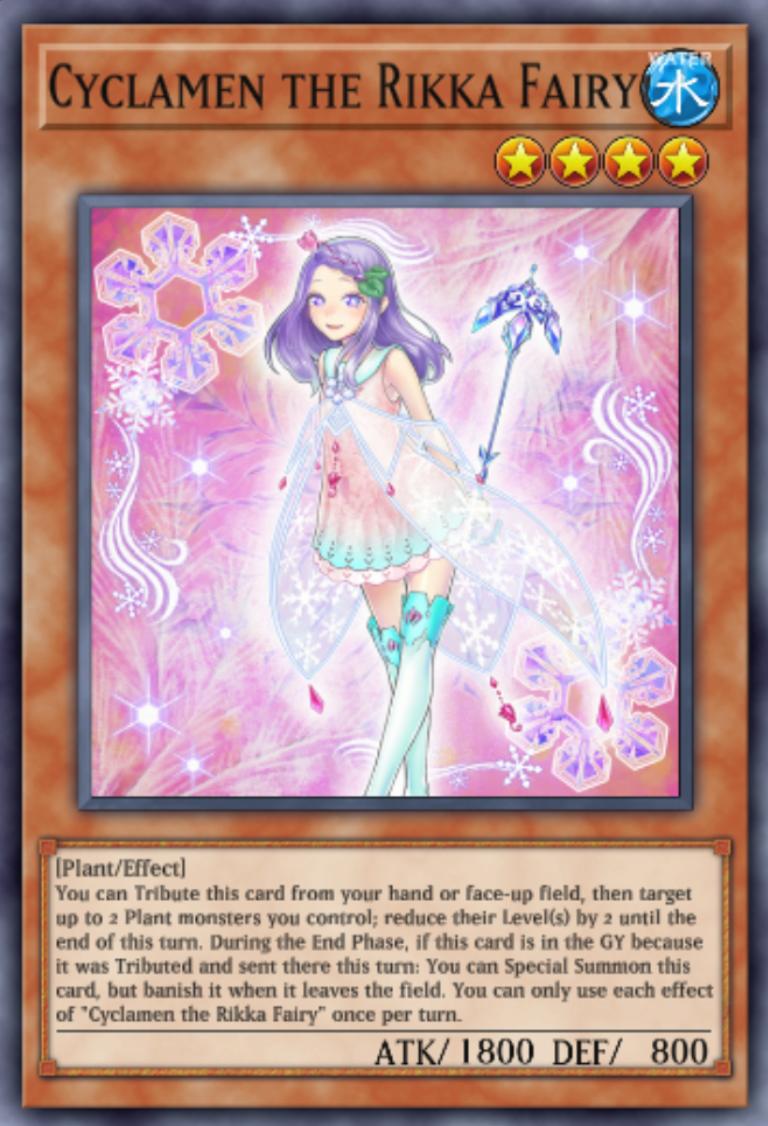 Cyclamen the Rikka Fairy
WATER
水
[Plant/Effect]
You can Tribute this card from your hand or face-up field, then target
up to 2 Plant monsters you control; reduce their Level(s) by 2 until the
end of this turn. During the End Phase, if this card is in the GY because
it was Tributed and sent there this turn: You can Special Summon this
card, but banish it when it leaves the field. You can only use each effect
of "Cyclamen the Rikka Fairy" once per turn.
ATK/ 1800 DEF/ 800